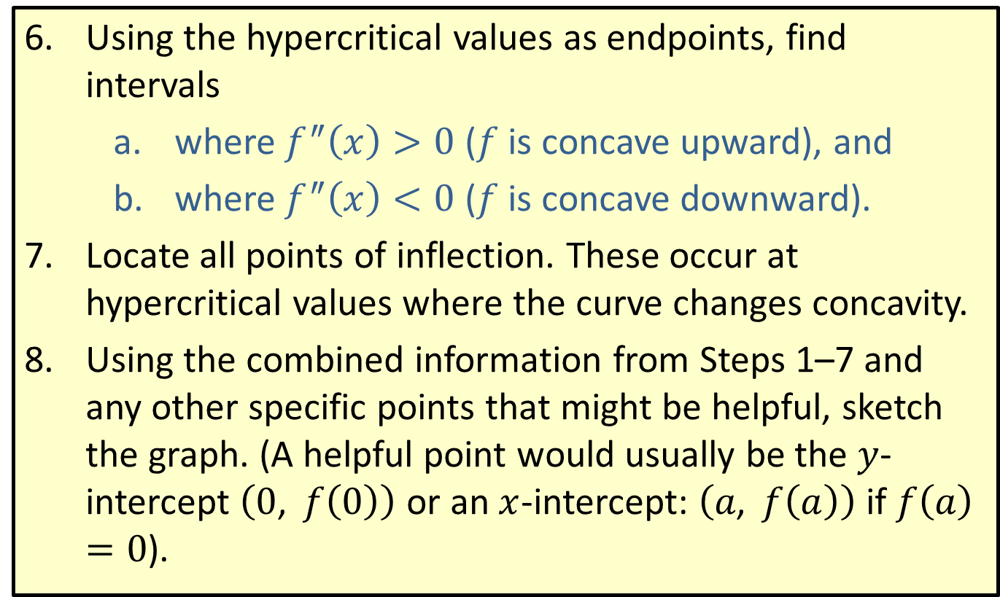 6. Using the hypercritical values as endpoints, find
intervals
a. where f″(x) > 0 (f is concave upward), and
b. where f″(x) < 0 (f is concave downward).
7. Locate all points of inflection. These occur at
hypercritical values where the curve changes concavity.
8. Using the combined information from Steps 1–7 and
any other specific points that might be helpful, sketch
the graph. (A helpful point would usually be the y-
intercept (0, f(0)) or an x-intercept: (a, f(a)) if f(a)
= 0).